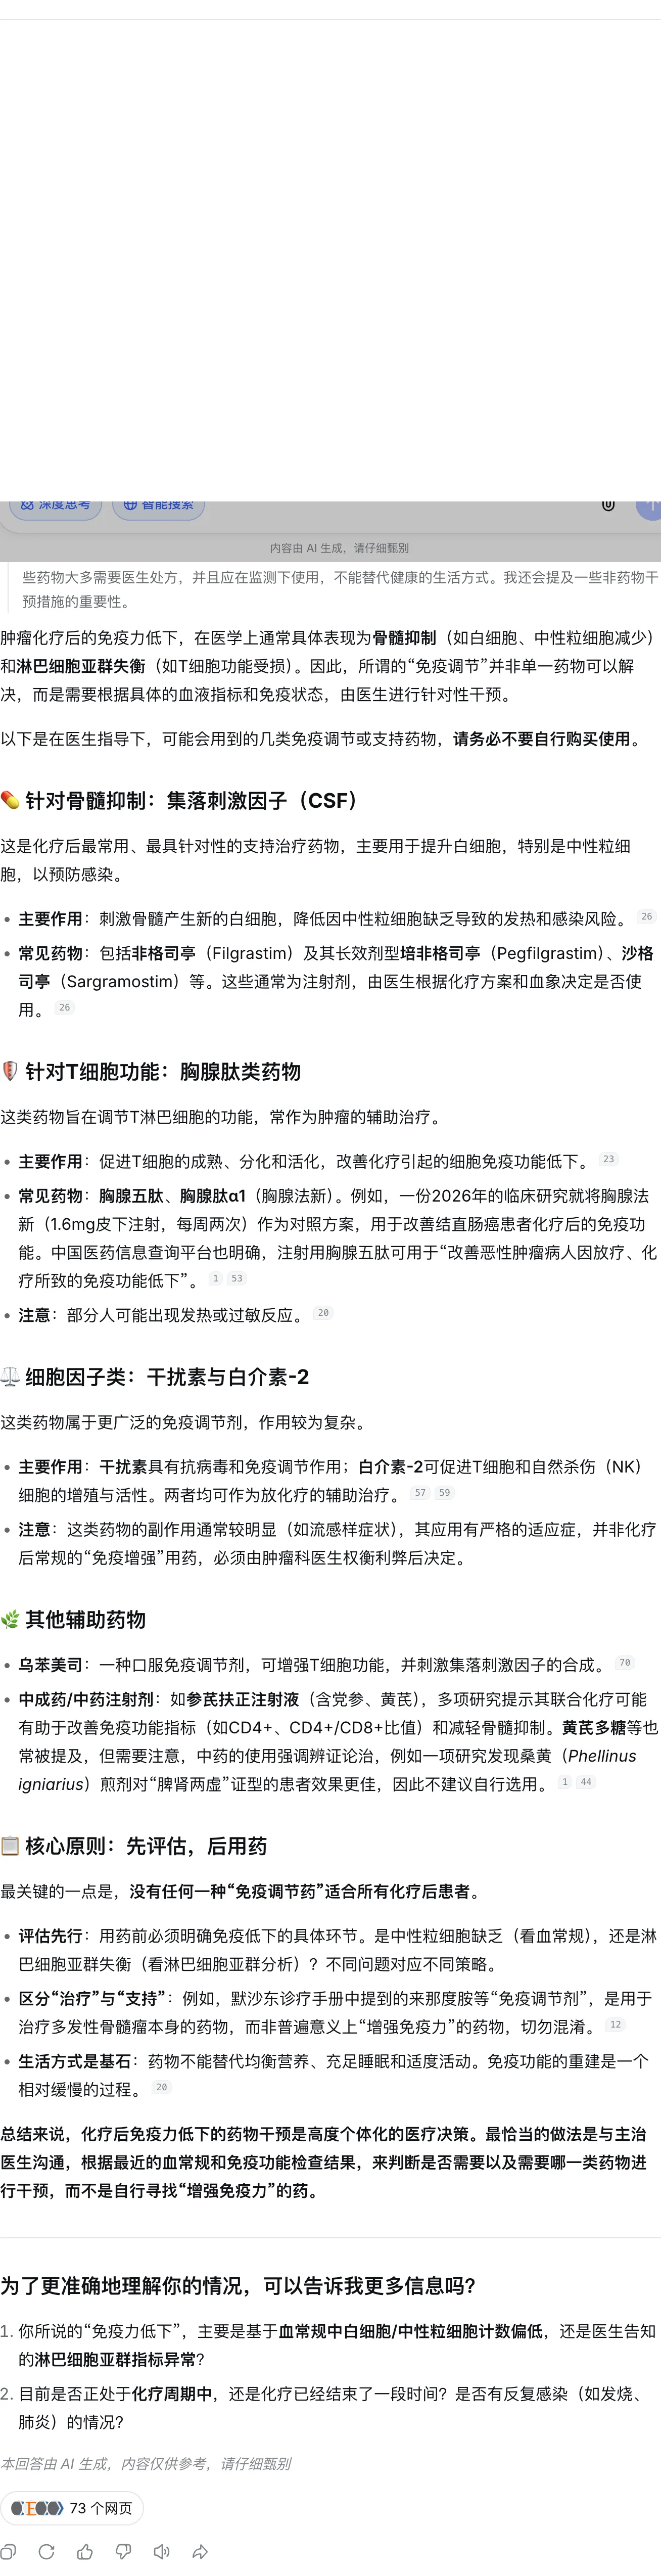 深度思考 智能搜索
内容由 AI 生成，请仔细甄别
些药物大多需要医生处方，并且应在监测下使用，不能替代健康的生活方式。我还会提及一些非药物干
预措施的重要性。
肿瘤化疗后的免疫力低下，在医学上通常具体表现为骨髓抑制（如白细胞、中性粒细胞减少）
和淋巴细胞亚群失衡（如T细胞功能受损）。因此，所谓的“免疫调节”并非单一药物可以解
决，而是需要根据具体的血液指标和免疫状态，由医生进行针对性干预。
以下是在医生指导下，可能会用到的几类免疫调节或支持药物，请务必不要自行购买使用。
💊 针对骨髓抑制：集落刺激因子（CSF）
这是化疗后最常用、最具针对性的支持治疗药物，主要用于提升白细胞，特别是中性粒细
胞，以预防感染。
• 主要作用：刺激骨髓产生新的白细胞，降低因中性粒细胞缺乏导致的发热和感染风险。 26
• 常见药物：包括非格司亭（Filgrastim）及其长效剂型培非格司亭（Pegfilgrastim）、沙格
司亭（Sargramostim）等。这些通常为注射剂，由医生根据化疗方案和血象决定是否使
用。 26
🛡️ 针对T细胞功能：胸腺肽类药物
这类药物旨在调节T淋巴细胞的功能，常作为肿瘤的辅助治疗。
• 主要作用：促进T细胞的成熟、分化和活化，改善化疗引起的细胞免疫功能低下。 23
• 常见药物：胸腺五肽、胸腺肽α1（胸腺法新）。例如，一份2026年的临床研究就将胸腺法
新（1.6mg皮下注射，每周两次）作为对照方案，用于改善结直肠癌患者化疗后的免疫功
能。中国医药信息查询平台也明确，注射用胸腺五肽可用于“改善恶性肿瘤病人因放疗、化
疗所致的免疫功能低下”。 1 53
• 注意：部分人可能出现发热或过敏反应。 20
⚖️ 细胞因子类：干扰素与白介素-2
这类药物属于更广泛的免疫调节剂，作用较为复杂。
• 主要作用：干扰素具有抗病毒和免疫调节作用；白介素-2可促进T细胞和自然杀伤（NK）
细胞的增殖与活性。两者均可作为放化疗的辅助治疗。 57 59
• 注意：这类药物的副作用通常较明显（如流感样症状），其应用有严格的适应症，并非化疗
后常规的“免疫增强”用药，必须由肿瘤科医生权衡利弊后决定。
🌿 其他辅助药物
• 乌苯美司：一种口服免疫调节剂，可增强T细胞功能，并刺激集落刺激因子的合成。 70
• 中成药/中药注射剂：如参芪扶正注射液（含党参、黄芪），多项研究提示其联合化疗可能
有助于改善免疫功能指标（如CD4+、CD4+/CD8+比值）和减轻骨髓抑制。黄芪多糖等也
常被提及，但需要注意，中药的使用强调辨证论治，例如一项研究发现桑黄（Phellinus
igniarius）煎剂对“脾肾两虚”证型的患者效果更佳，因此不建议自行选用。 1 44
📋 核心原则：先评估，后用药
最关键的一点是，没有任何一种“免疫调节药”适合所有化疗后患者。
• 评估先行：用药前必须明确免疫低下的具体环节。是中性粒细胞缺乏（看血常规），还是淋
巴细胞亚群失衡（看淋巴细胞亚群分析）？不同问题对应不同策略。
• 区分“治疗”与“支持”：例如，默沙东诊疗手册中提到的来那度胺等“免疫调节剂”，是用于
治疗多发性骨髓瘤本身的药物，而非普遍意义上“增强免疫力”的药物，切勿混淆。 12
• 生活方式是基石：药物不能替代均衡营养、充足睡眠和适度活动。免疫功能的重建是一个
相对缓慢的过程。 20
总结来说，化疗后免疫力低下的药物干预是高度个体化的医疗决策。最恰当的做法是与主治
医生沟通，根据最近的血常规和免疫功能检查结果，来判断是否需要以及需要哪一类药物进
行干预，而不是自行寻找“增强免疫力”的药。
为了更准确地理解你的情况，可以告诉我更多信息吗？
1. 你所说的“免疫力低下”，主要是基于血常规中白细胞/中性粒细胞计数偏低，还是医生告知
的淋巴细胞亚群指标异常？
2. 目前是否正处于化疗周期中，还是化疗已经结束了一段时间？是否有反复感染（如发烧、
肺炎）的情况？
本回答由 AI 生成，内容仅供参考，请仔细甄别
73 个网页